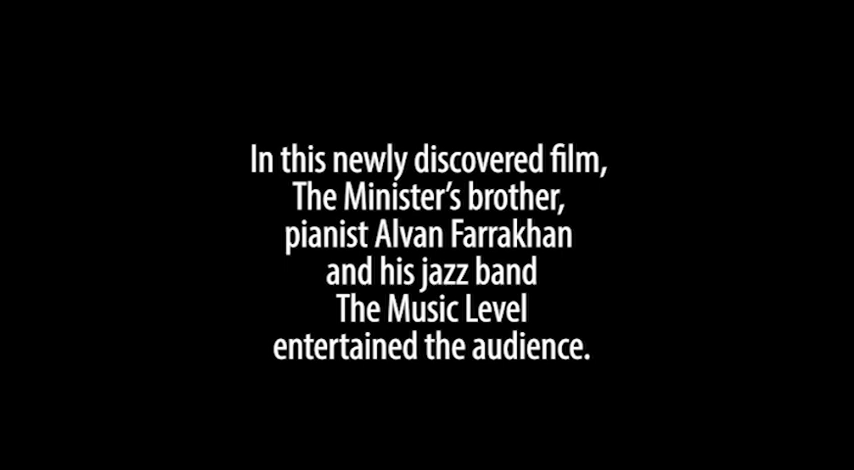 In this newly discovered film,
The Minister's brother,
pianist Alvan Farrakhan
and his jazz band
The Music Level
entertained the audience.